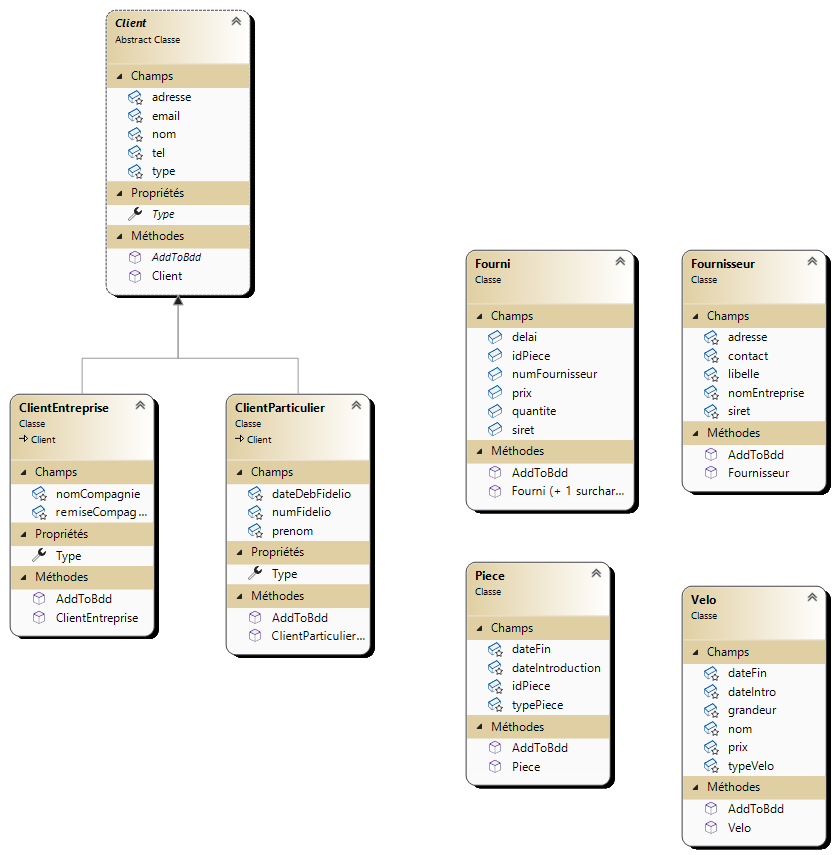 Client
Abstract Classe
Champs
adresse
email
nom
tel
type
Propriétés
Type
Méthodes
AddToBdd
Client
ClientEntreprise
Classe
Client
Champs
nomCompagnie
remiseCompag...
Propriétés
Type
Méthodes
AddToBdd
ClientEntreprise
ClientParticulier
Classe
Client
Champs
dateDebFidelio
numFidelio
prenom
Propriétés
Type
Méthodes
AddToBdd
ClientParticulier...
Fourni
Classe
Champs
delai
idPiece
numFournisseur
prix
quantite
siret
Méthodes
AddToBdd
Fourni (+ 1 surchar...
Fournisseur
Classe
Champs
adresse
contact
libelle
nomEntreprise
siret
Méthodes
AddToBdd
Fournisseur
Piece
Classe
Champs
dateFin
dateIntroduction
idPiece
typePiece
Méthodes
AddToBdd
Piece
Velo
Classe
Champs
dateFin
dateIntro
grandeur
nom
prix
typeVelo
Méthodes
AddToBdd
Velo